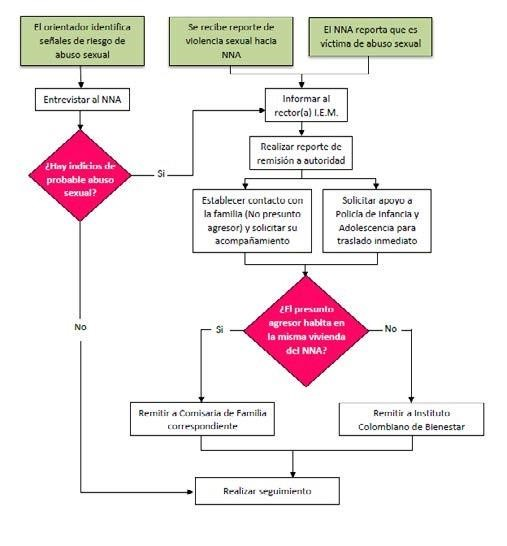 El orientador identifica
señales de riesgo de
abuso sexual
Se recibe reporte de
violencia sexual hacia
NNA
El NNA reporta que es
víctima de abuso sexual
Entrevistar al NNA
Informar al
rector(a) I.E.M.
¿Hay indicios de
probable abuso
sexual?
Si
Realizar reporte de
remisión a autoridad
Establecer contacto con
la familia (No presunto
agresor) y solicitar su
acompañamiento
Solicitar apoyo a
Policía de Infancia y
Adolescencia para
traslado inmediato
¿El presunto
agresor habita en
la misma vivienda
del NNA?
No
Si
No
Remitir a Comisaria de Familia
correspondiente
Remitir a Instituto
Colombiano de Bienestar
Realizar seguimiento